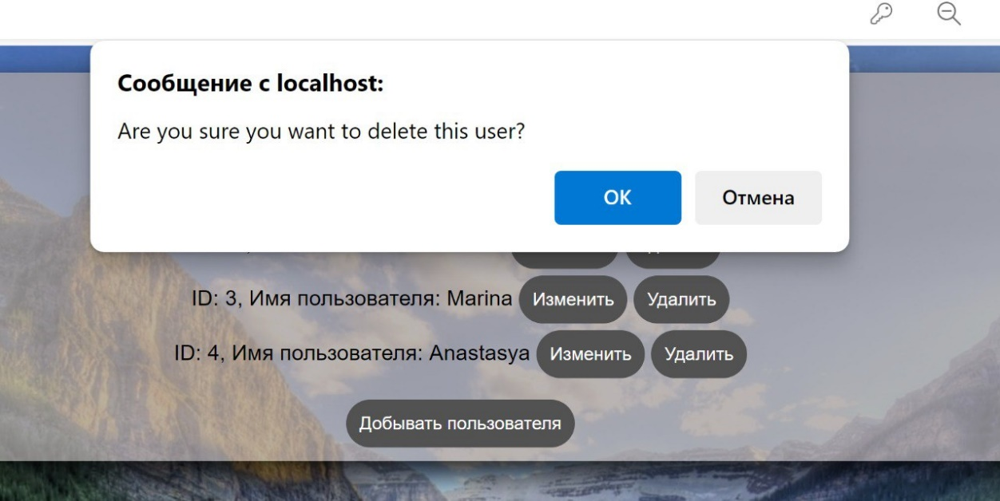 Сообщение с localhost:
Are you sure you want to delete this user?
OK Отмена
ID: 3, Имя пользователя: Marina Изменить Удалить
ID: 4, Имя пользователя: Anastasya Изменить Удалить
Добывать пользователя